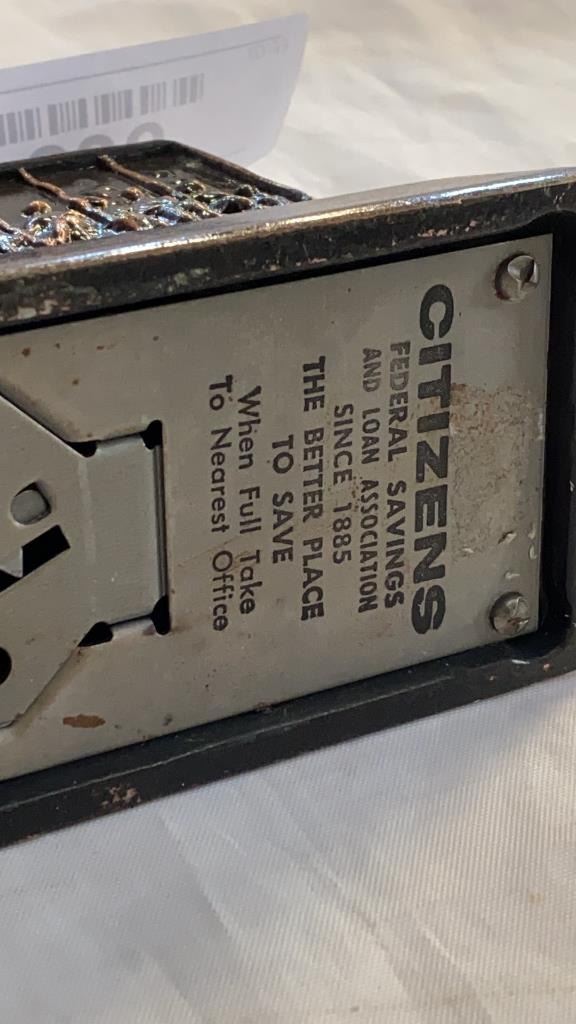 CITIZENS
FEDERAL SAVINGS
AND LOAN ASSOCIATION
SINCE 1885
THE BETTER PLACE
TO SAVE
When Full Take
To Nearest Office